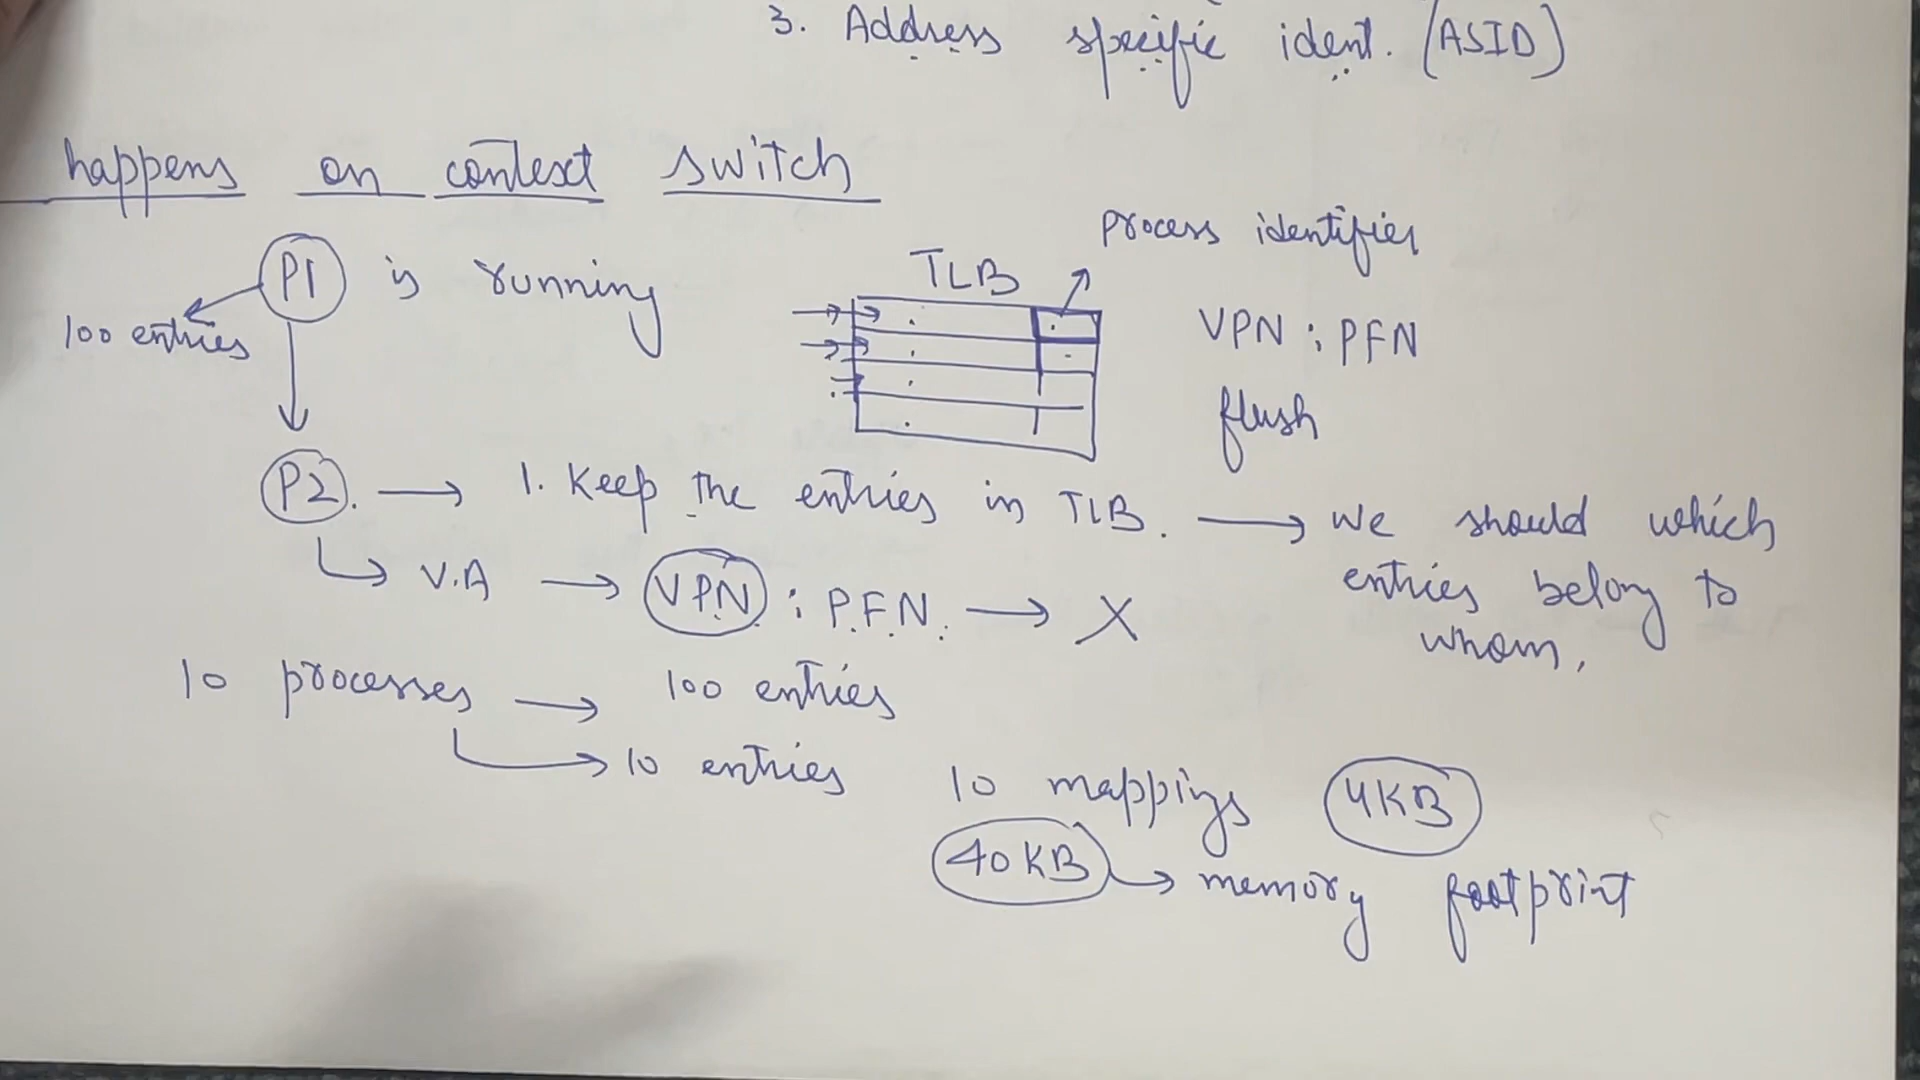 3. Address specific ident. (ASID)
happens on context switch
process identifier
P1 is running
TLB
100 entries
VPN : PFN
flush
P2. → 1. Keep the entries in TLB. → We should which
entries belong to
whom.
V.A → VPN : P.F.N. → X
10 processes → 100 entries
10 entries
10 mappings 4KB
40 KB → memory footprint